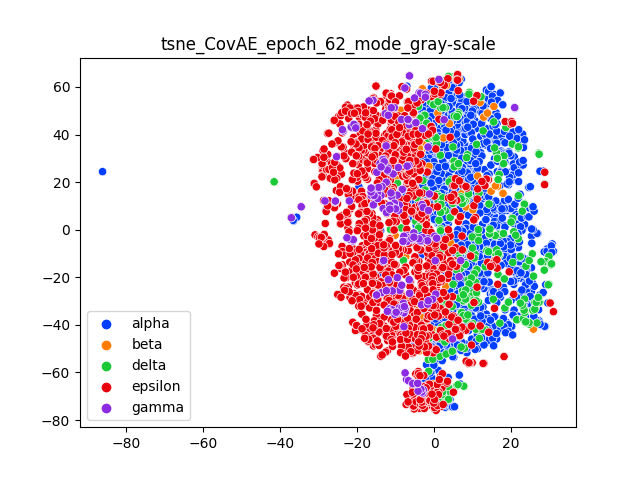 tsne_CovAE_epoch_62_mode_gray-scale
60
40
20
0
−20
−40
−60
−80
alpha
beta
delta
epsilon
gamma
−80 −60 −40 −20 0 20